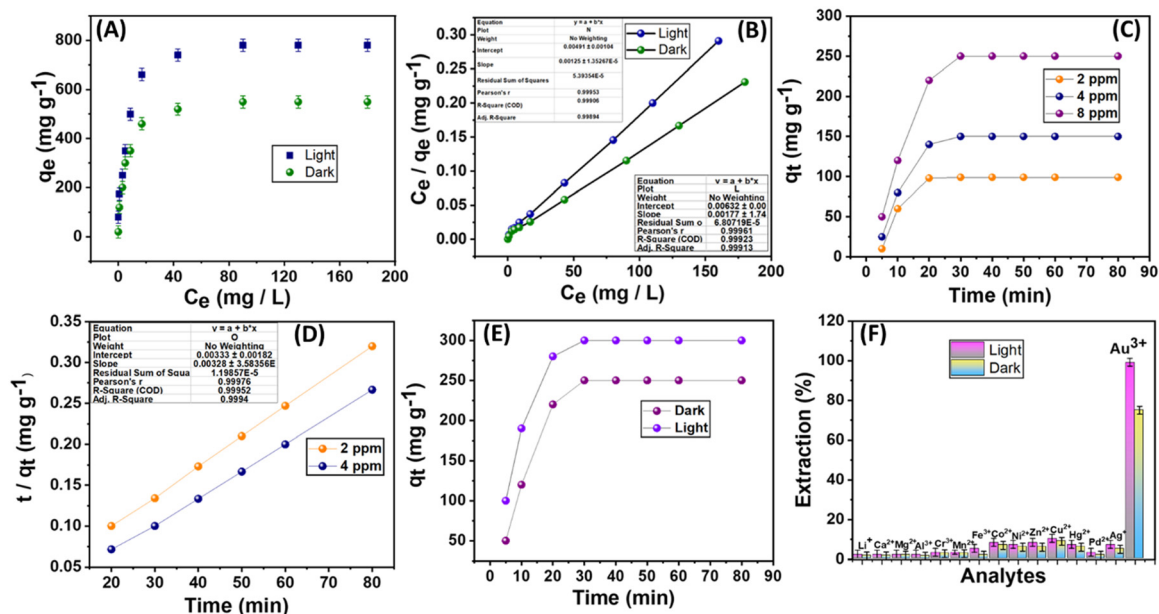 (A)
qe (mg g-1)
800
600
400
200
0
Light
Dark
0 40 80 120 160 200
Ce (mg / L)
(B)
Ce / qe (mg g-1)
0.30
0.25
0.20
0.15
0.10
0.05
0.00
Equation y = a + b*x
Plot N
Weight No Weighting
Intercept 0.00491 ± 0.00104
Slope 0.00125 ± 1.35267E-5
Residual Sum of Squares 5.39354E-5
Pearson's r 0.99953
R-Square (COD) 0.99906
Adj. R-Square 0.99894
Light
Dark
Equation y = a + b*x
Plot L
Weight No Weighting
Intercept 0.00632 ± 0.00
Slope 0.00177 ± 1.74
Residual Sum o 6.80719E-5
Pearson's r 0.99961
R-Square (COD) 0.99923
Adj. R-Square 0.99913
0 50 100 150 200
Ce (mg / L)
(C)
qt (mg g-1)
300
250
200
150
100
50
0
2 ppm
4 ppm
8 ppm
0 10 20 30 40 50 60 70 80 90
Time (min)
(D)
t / qt (mg g-1)
0.35
0.30
0.25
0.20
0.15
0.10
0.05
Equation y = a + b*x
Plot O
Weight No Weighting
Intercept 0.00333 ± 0.00182
Slope 0.00328 ± 3.58356E
Residual Sum of Squa 1.19857E-5
Pearson's r 0.99976
R-Square (COD) 0.99952
Adj. R-Square 0.9994
2 ppm
4 ppm
20 30 40 50 60 70 80
Time (min)
(E)
qt (mg g-1)
300
250
200
150
100
50
Dark
Light
0 10 20 30 40 50 60 70 80 90
Time (min)
(F)
Extraction (%)
120
100
80
60
40
20
0
Light
Dark
Au3+
Li+ Ca2+ Mg2+ Al3+ Cr3+ Mn2+ Fe3+ Co2+ Ni2+ Zn2+ Cu2+ Hg2+ Pd2+ Ag+
Analytes